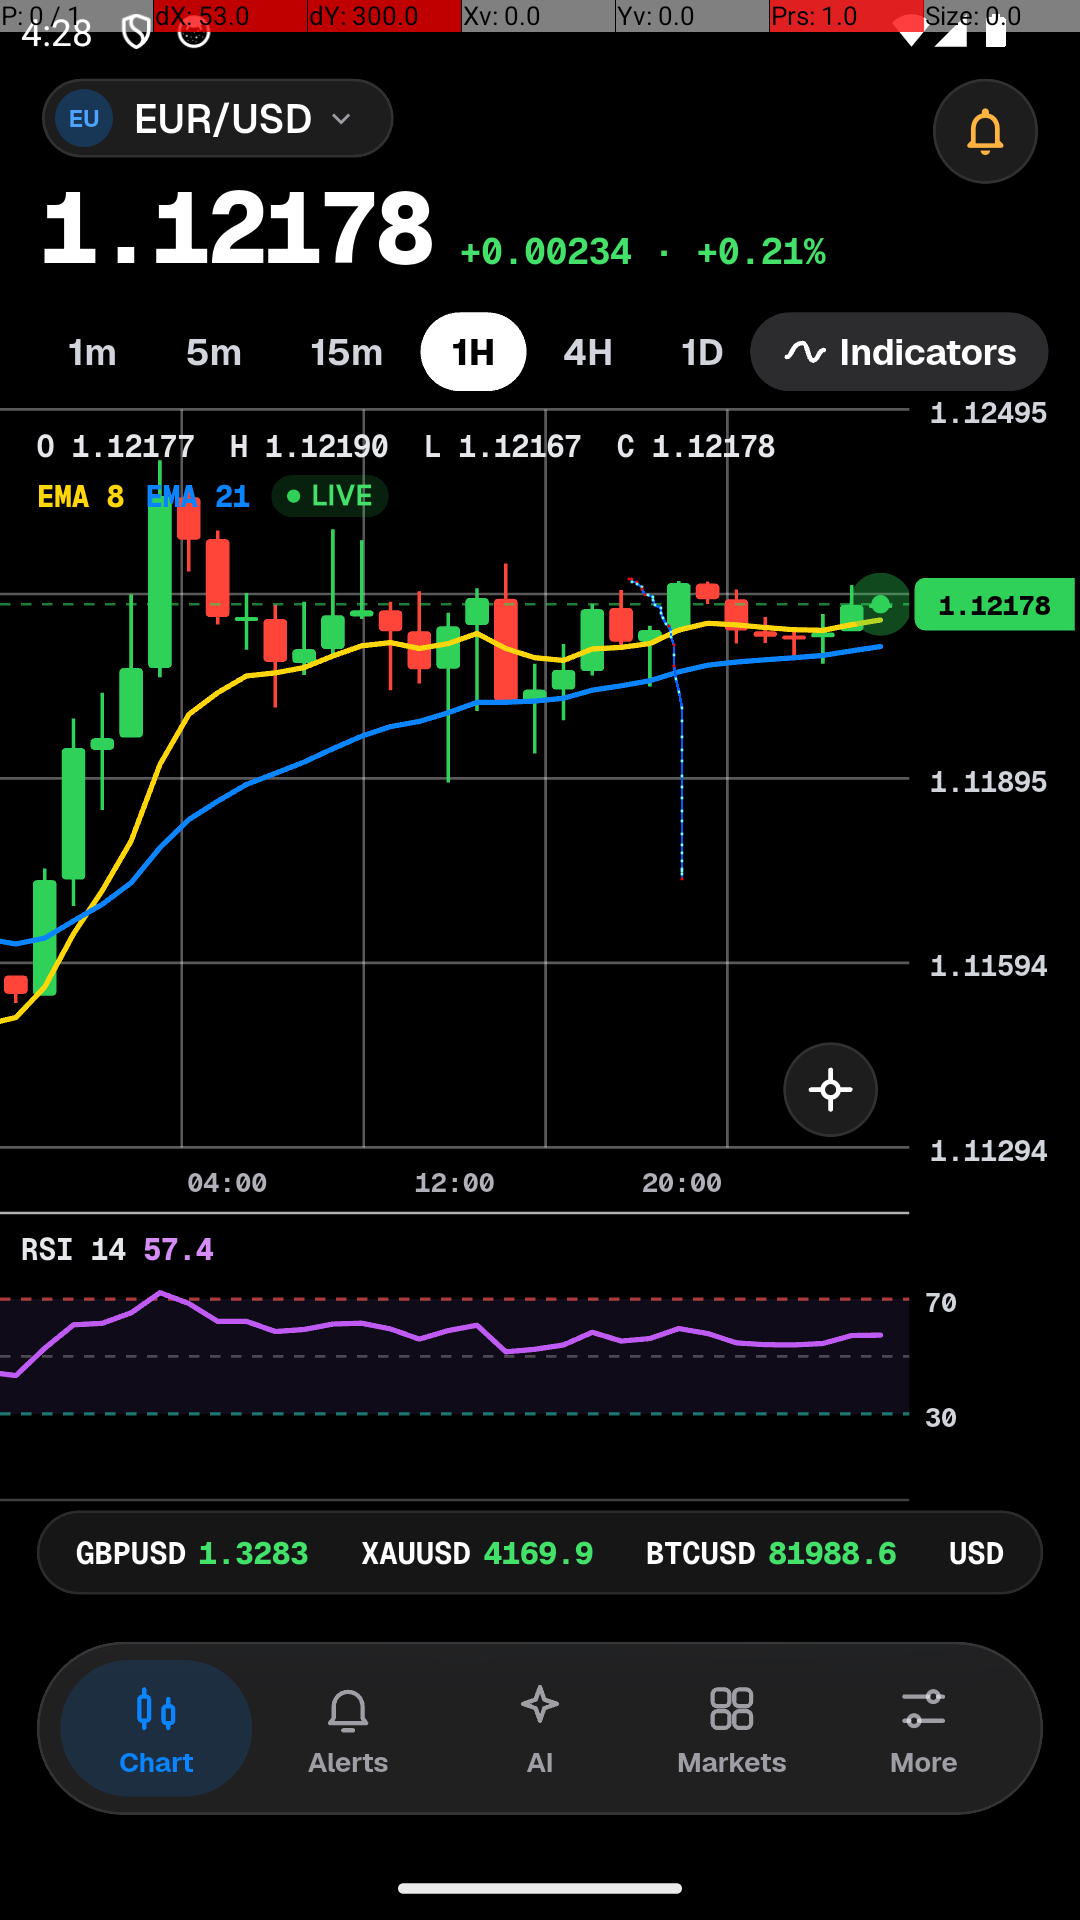 P: 0 / 1 dX: 53.0 dY: 300.0 Xv: 0.0 Yv: 0.0 Prs: 1.0 Size: 0.0
4:28
EU EUR/USD
1.12178 +0.00234 · +0.21%
1m 5m 15m 1H 4H 1D Indicators
1.12495
O 1.12177 H 1.12190 L 1.12167 C 1.12178
EMA 8 EMA 21 LIVE
1.12178
1.11895
1.11594
1.11294
04:00 12:00 20:00
RSI 14 57.4
70
30
GBPUSD 1.3283 XAUUSD 4169.9 BTCUSD 81988.6 USD
Chart Alerts AI Markets More